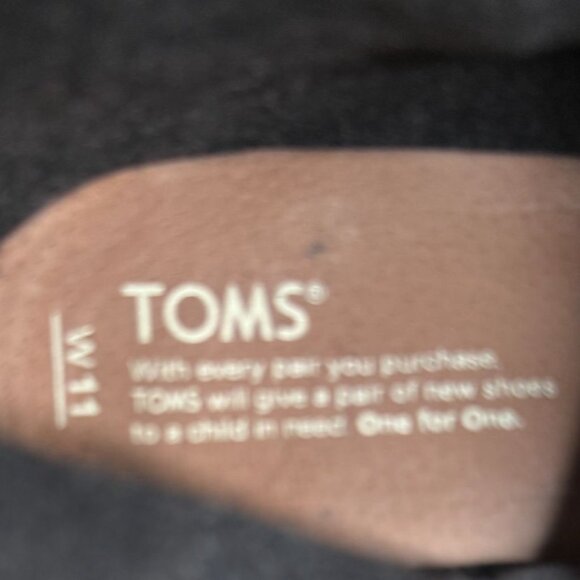 TOMS®
With every pair you purchase,
TOMS will give a pair of new shoes
to a child in need. One for One.
W 11